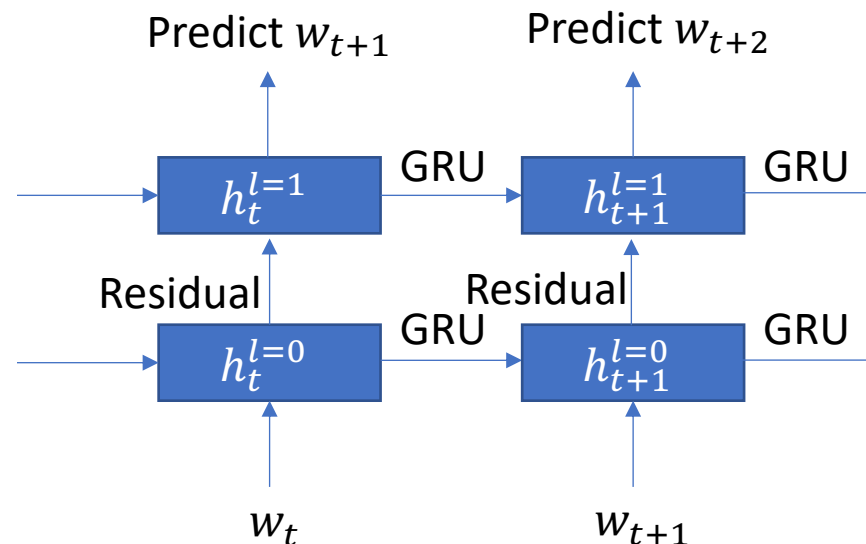 Predict $w_{t+1}$ Predict $w_{t+2}$
$h_t^{l=1}$ GRU $h_{t+1}^{l=1}$ GRU
Residual Residual
$h_t^{l=0}$ GRU $h_{t+1}^{l=0}$ GRU
$w_t$ $w_{t+1}$